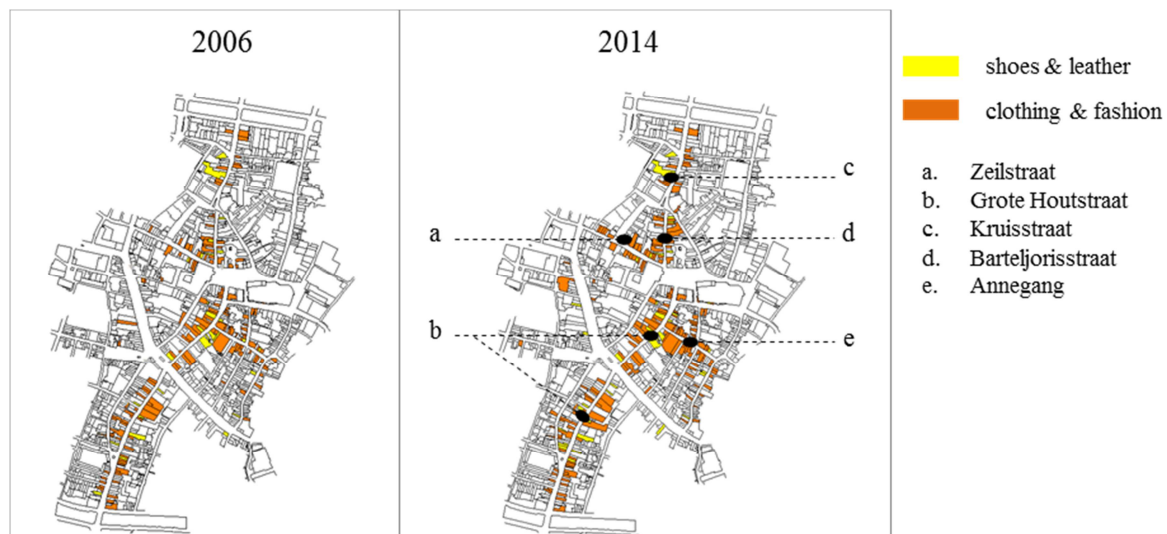 2006
2014
shoes & leather
clothing & fashion
a. Zeilstraat
b. Grote Houtstraat
c. Kruisstraat
d. Barteljorisstraat
e. Annegang
c
a
d
b
e